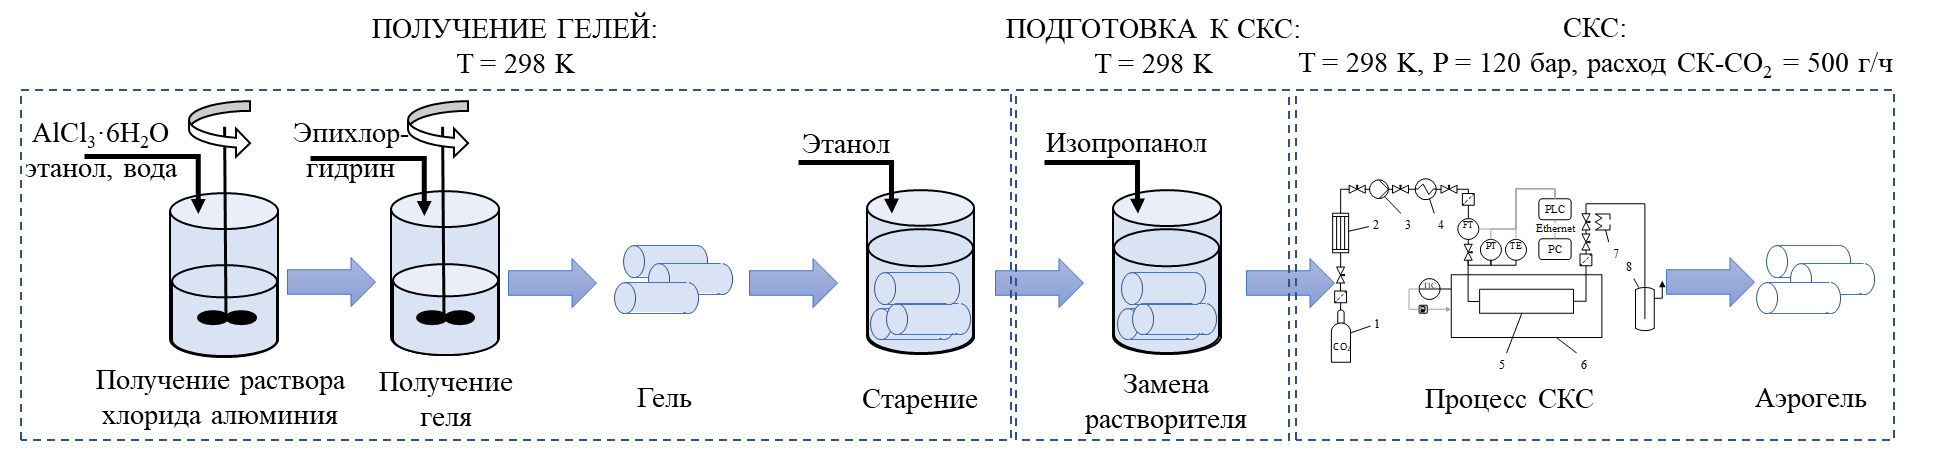 ПОЛУЧЕНИЕ ГЕЛЕЙ:
T = 298 K
ПОДГОТОВКА К СКС:
T = 298 K
СКС:
T = 298 K, P = 120 бар, расход СК-CO₂ = 500 г/ч
AlCl₃·6H₂O
этанол, вода
Эпихлор-
гидрин
Этанол
Изопропанол
2
3
4
FT
PT
TE
PLC
Ethernet
PC
7
8
TIC
1
CO₂
5
6
Получение раствора
хлорида алюминия
Получение
геля
Гель
Старение
Замена
растворителя
Процесс СКС
Аэрогель